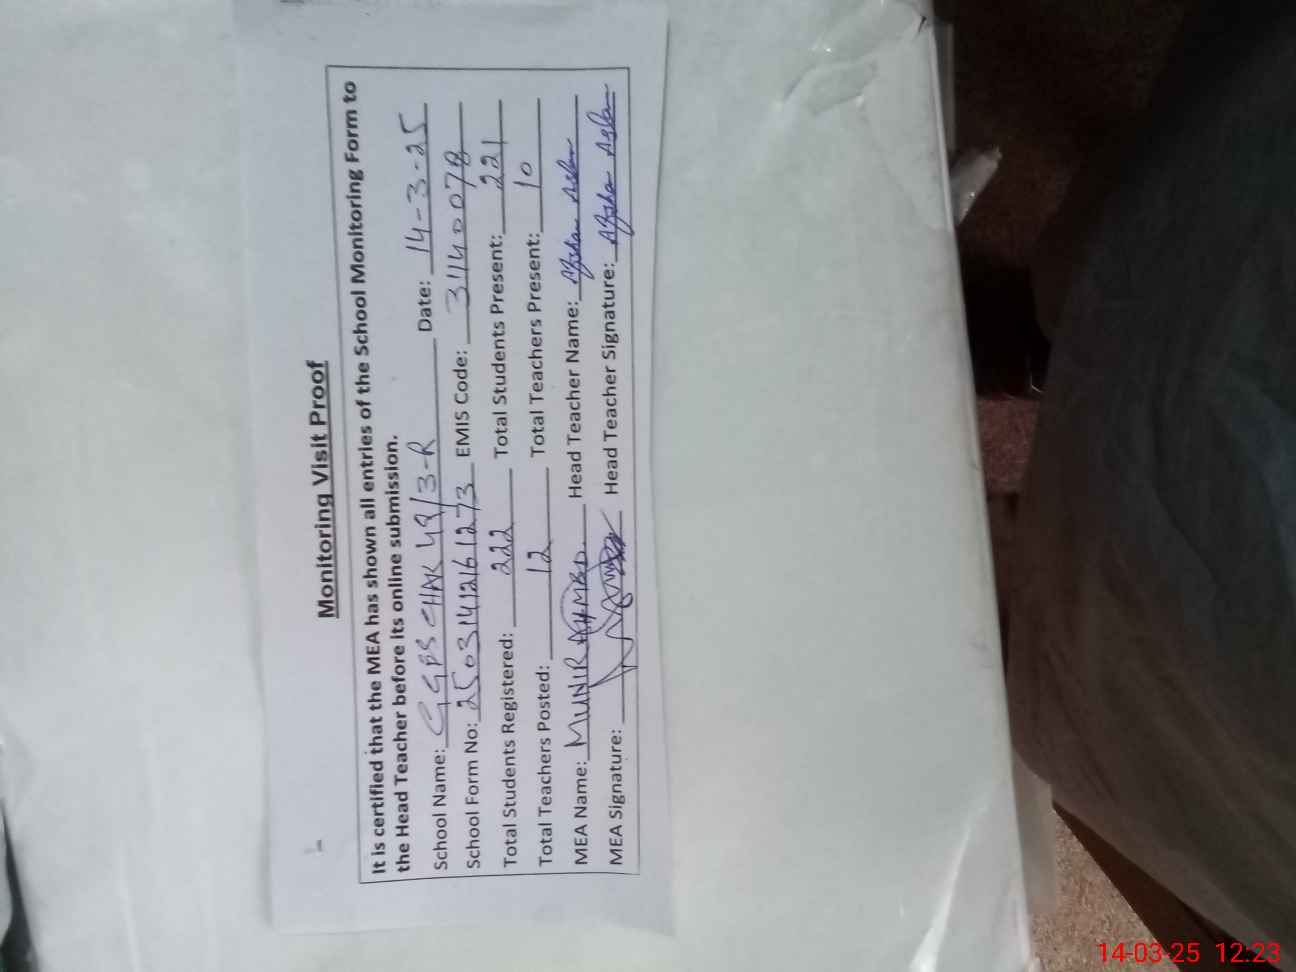 Monitoring Visit Proof
It is certified that the MEA has shown all entries of the School Monitoring Form to
the Head Teacher before its online submission.
School Name: GGPS CHAK 49/3-R Date: 14-3-25
School Form No: 25031412161273 EMIS Code: 31140078
Total Students Registered: 222 Total Students Present: 221
Total Teachers Posted: 12 Total Teachers Present: 10
MEA Name: MUNIR AHMED Head Teacher Name:
MEA Signature: Head Teacher Signature:
14-03-25 12:23